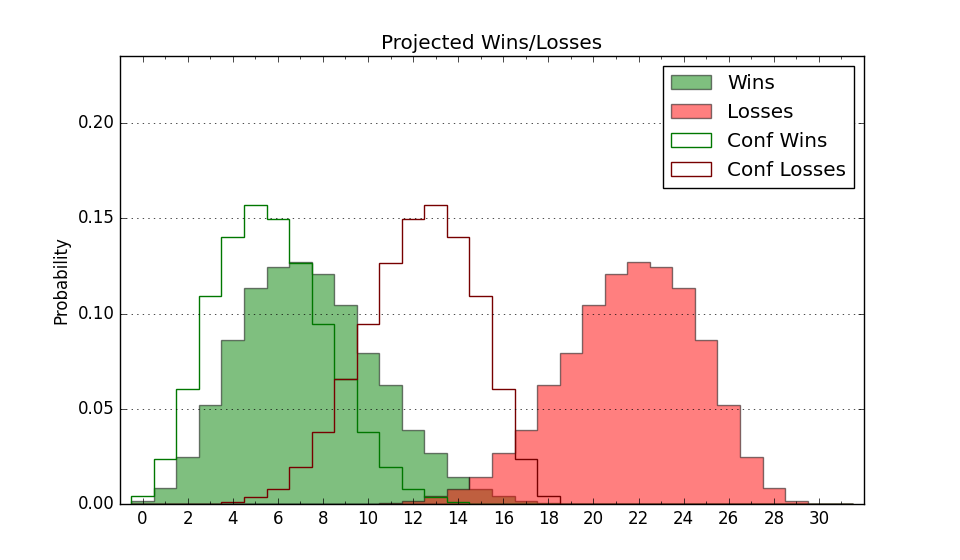 Projected Wins/Losses
Wins
Losses
Conf Wins
Conf Losses
Probability
0.20
0.15
0.10
0.05
0.00
0 2 4 6 8 10 12 14 16 18 20 22 24 26 28 30